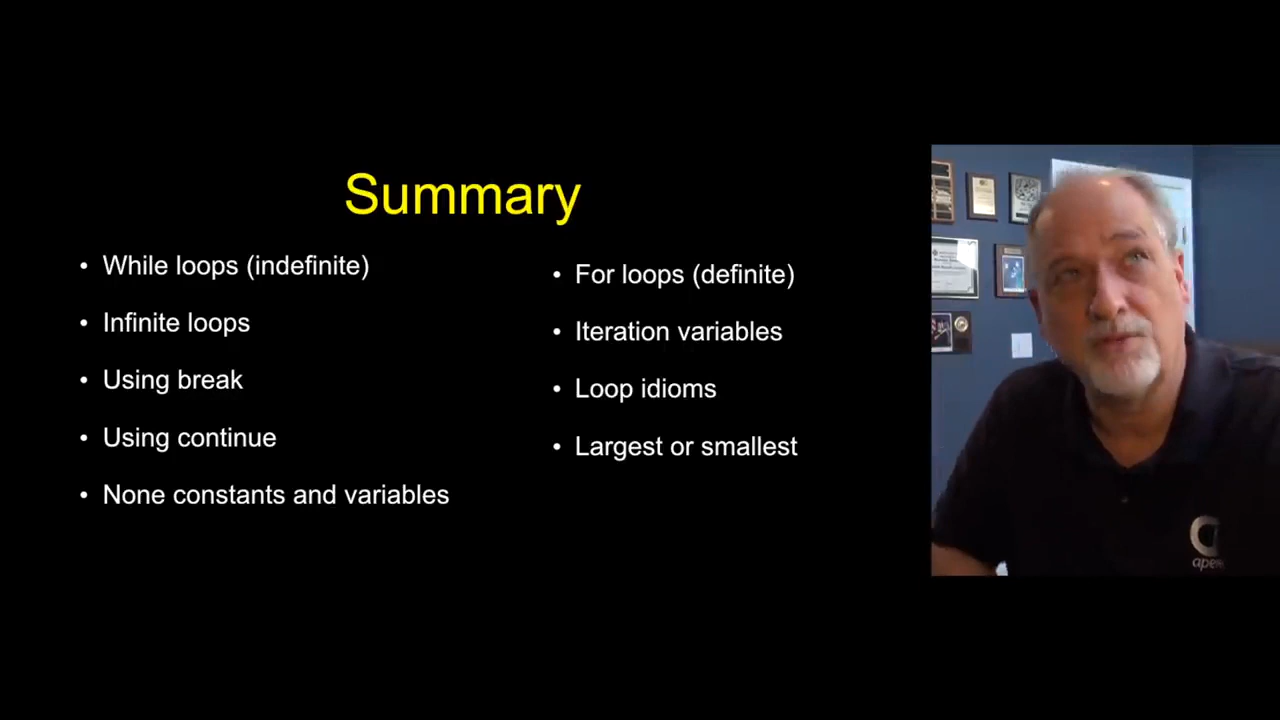 Summary
While loops (indefinite)
Infinite loops
Using break
Using continue
None constants and variables
For loops (definite)
Iteration variables
Loop idioms
Largest or smallest